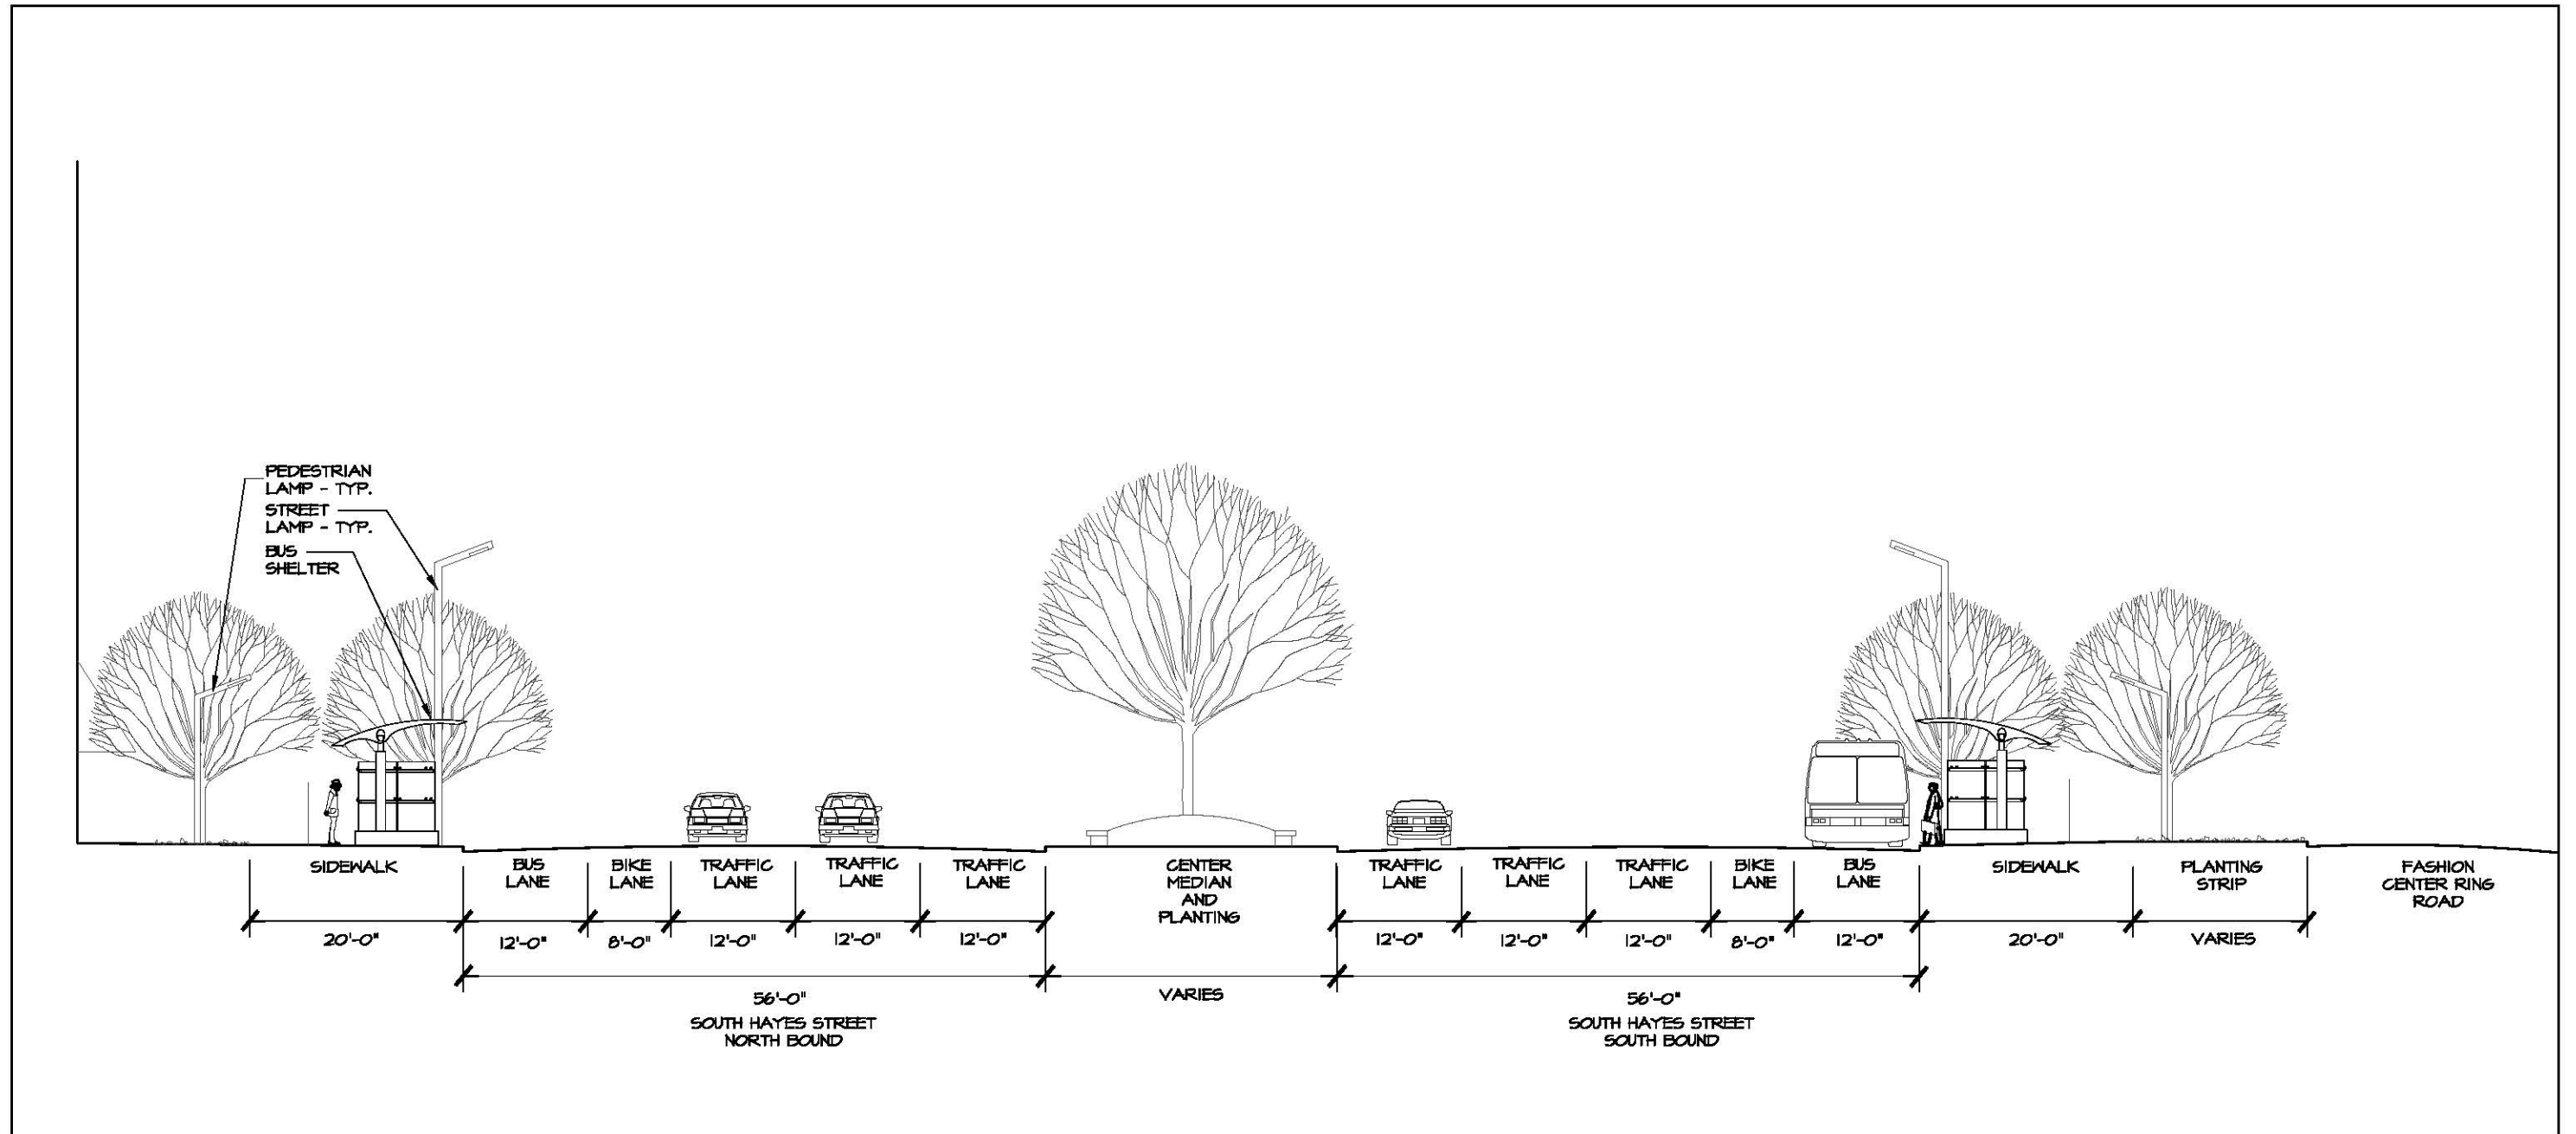 PEDESTRIAN
LAMP - TYP.
STREET
LAMP - TYP.
BUS
SHELTER
SIDEWALK
BUS
LANE
BIKE
LANE
TRAFFIC
LANE
TRAFFIC
LANE
TRAFFIC
LANE
CENTER
MEDIAN
AND
PLANTING
TRAFFIC
LANE
TRAFFIC
LANE
TRAFFIC
LANE
BIKE
LANE
BUS
LANE
SIDEWALK
PLANTING
STRIP
FASHION
CENTER RING
ROAD
20'-0"
12'-0"
8'-0"
12'-0"
12'-0"
12'-0"
12'-0"
12'-0"
12'-0"
8'-0"
12'-0"
20'-0"
VARIES
56'-0"
SOUTH HAYES STREET
NORTH BOUND
VARIES
56'-0"
SOUTH HAYES STREET
SOUTH BOUND